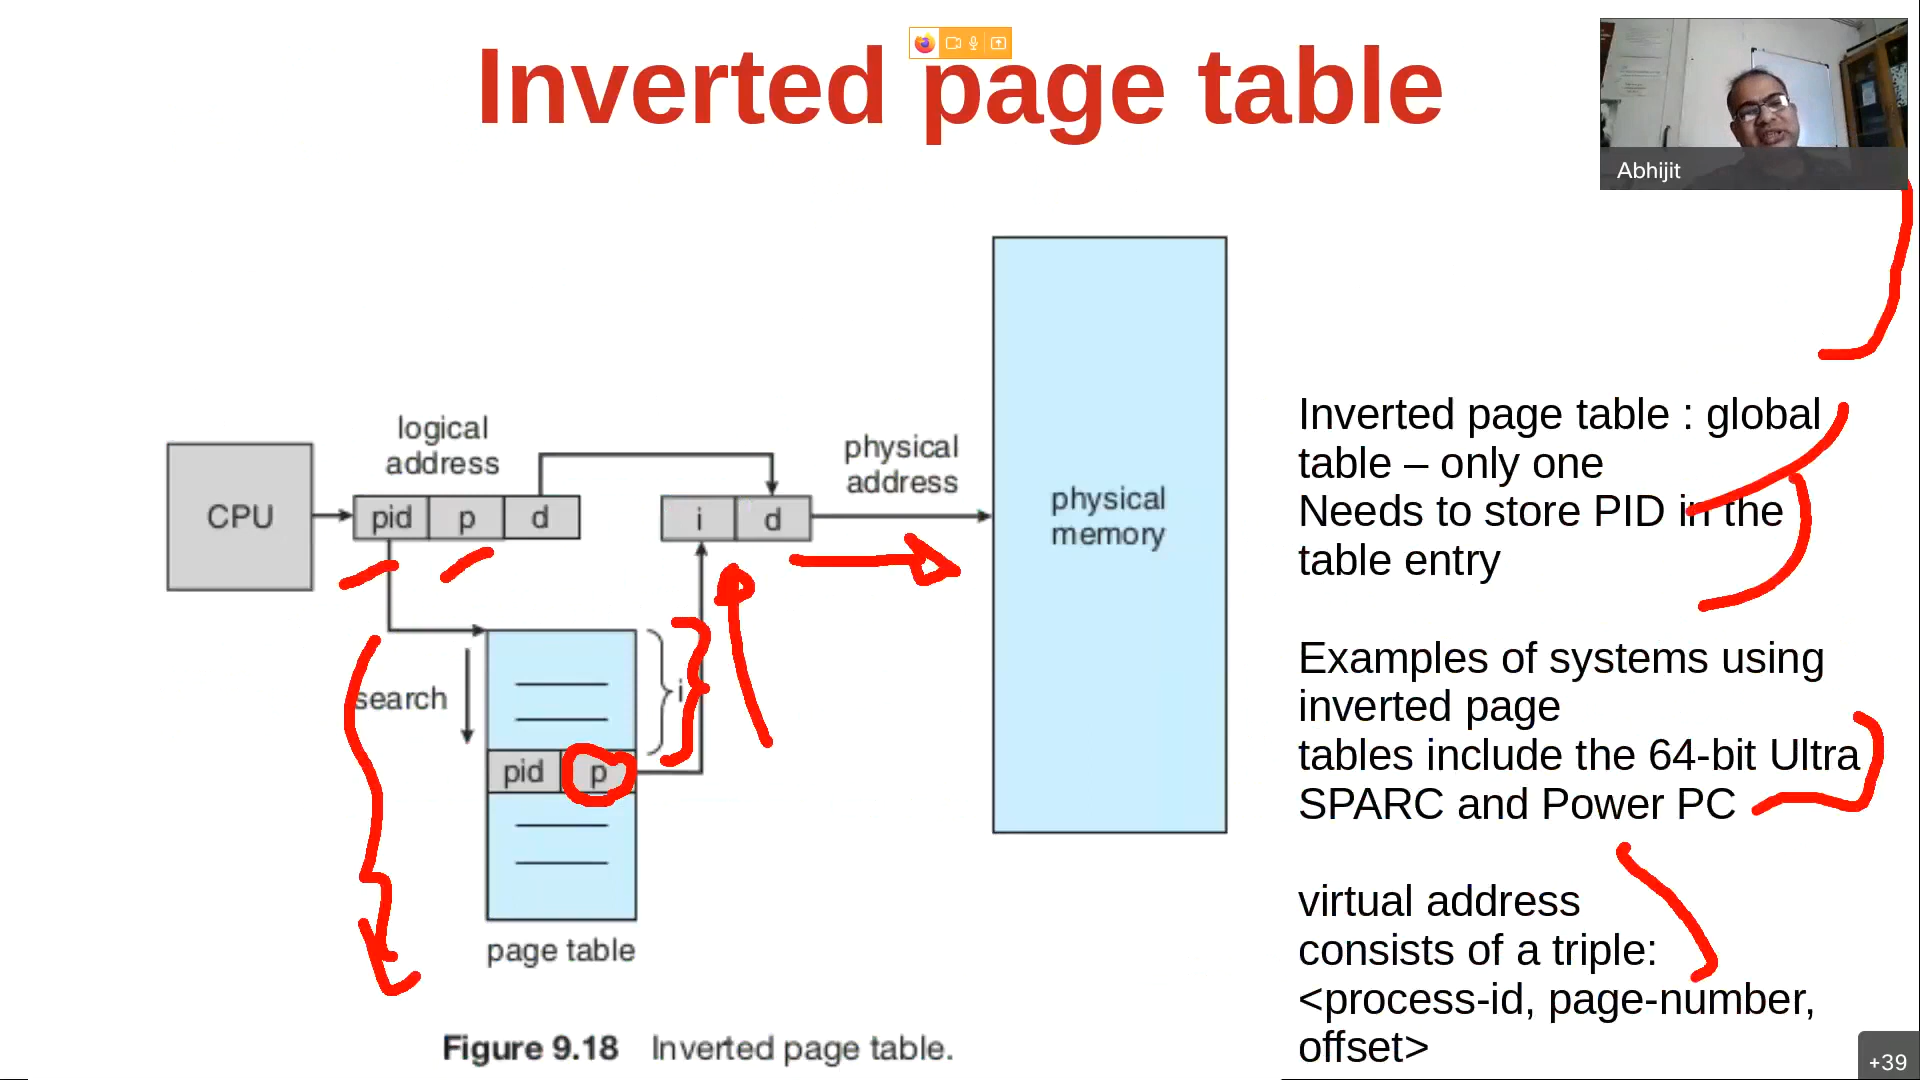 Inverted page table
Abhijit
logical
address
physical
address
CPU
pid p d
i d
physical
memory
search
i
pid p
page table
Figure 9.18 Inverted page table.
Inverted page table : global
table – only one
Needs to store PID in the
table entry
Examples of systems using
inverted page
tables include the 64-bit Ultra
SPARC and Power PC
virtual address
consists of a triple:
<process-id, page-number,
offset>
+39